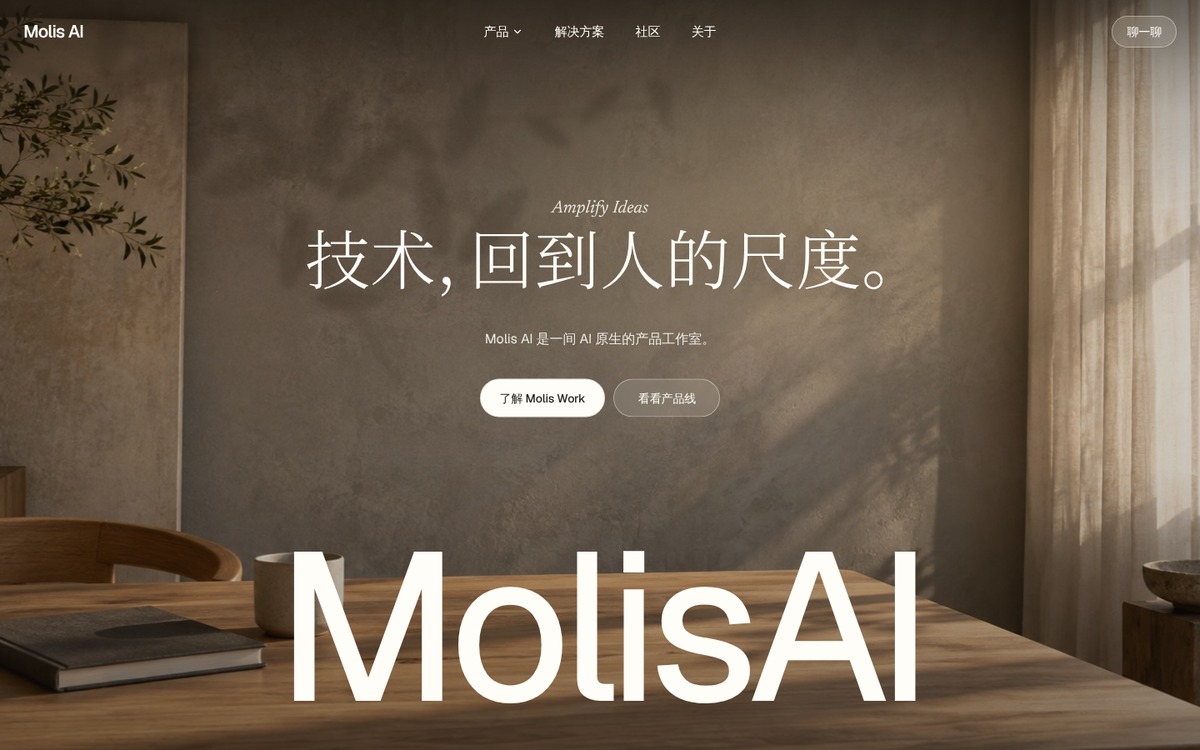 Molis AI
产品
解决方案
社区
关于
聊一聊
Amplify Ideas
技术, 回到人的尺度。
Molis AI 是一间 AI 原生的产品工作室。
了解 Molis Work
看看产品线
MolisAI